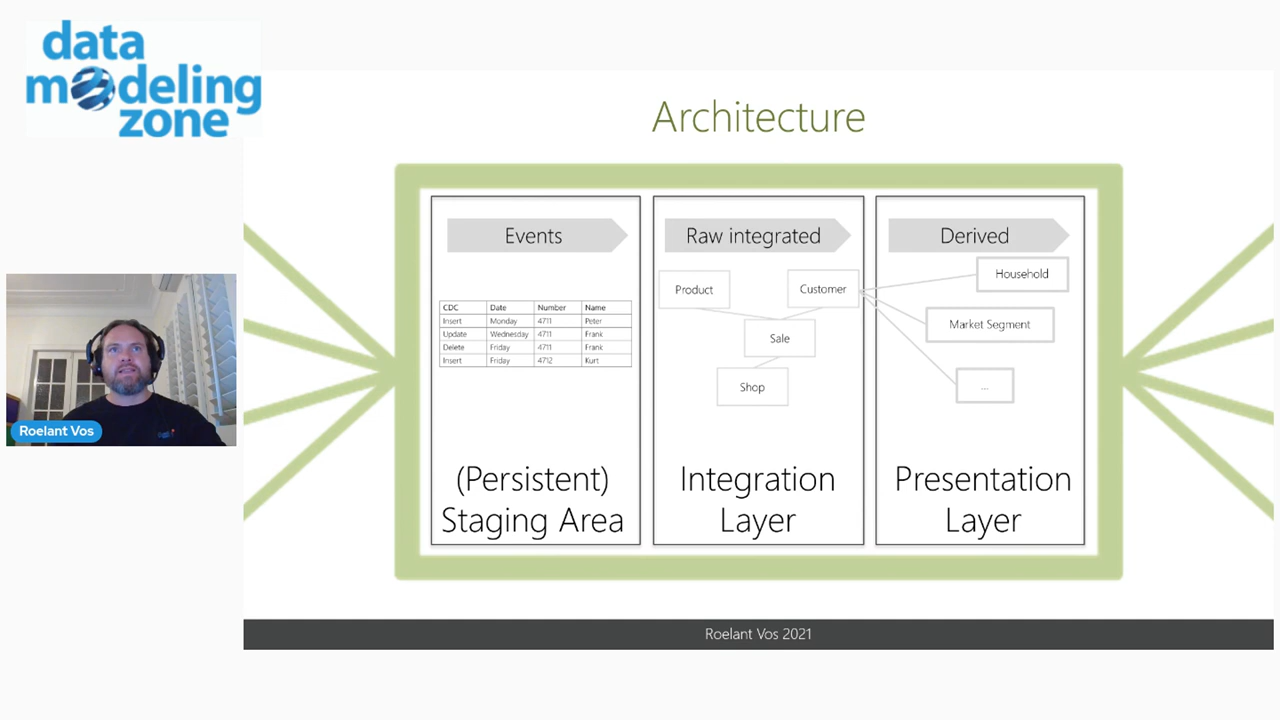 data
modeling
zone
Architecture
Events
Raw integrated
Derived
CDC Date Number Name
Insert Monday 4711 Peter
Update Wednesday 4711 Frank
Delete Friday 4711 Frank
Insert Friday 4712 Kurt
Product
Customer
Sale
Shop
Household
Market Segment
...
(Persistent)
Staging Area
Integration
Layer
Presentation
Layer
Roelant Vos
Roelant Vos 2021